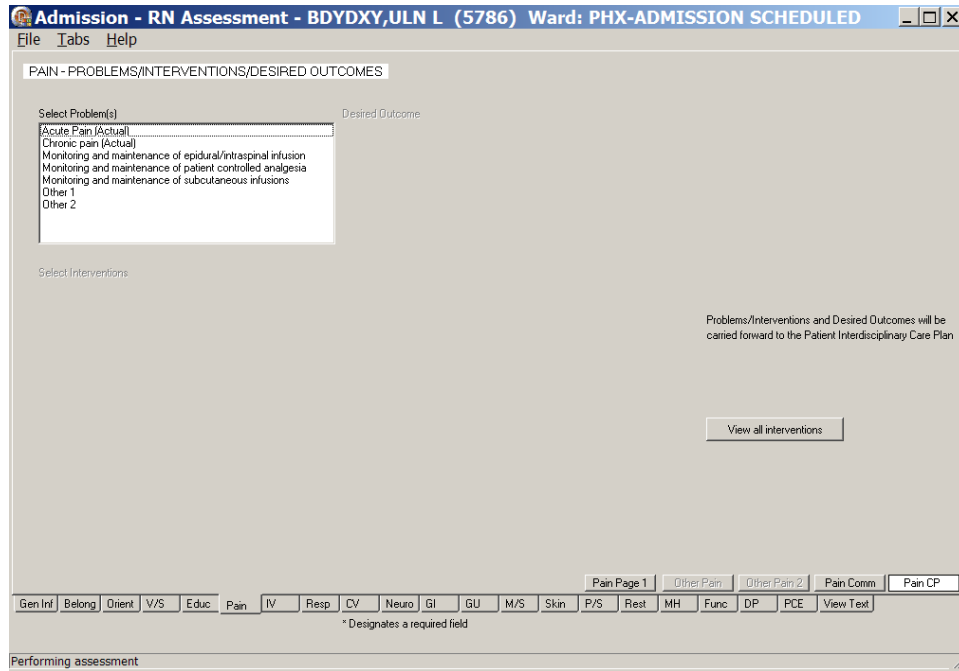 Admission - RN Assessment - BDYDXY,ULN L (5786) Ward: PHX-ADMISSION SCHEDULED
File Tabs Help
PAIN - PROBLEMS/INTERVENTIONS/DESIRED OUTCOMES
Select Problem(s) Desired Outcome
Acute Pain (Actual)
Chronic pain (Actual)
Monitoring and maintenance of epidural/intraspinal infusion
Monitoring and maintenance of patient controlled analgesia
Monitoring and maintenance of subcutaneous infusions
Other 1
Other 2
Select Interventions
Problems/Interventions and Desired Outcomes will be
carried forward to the Patient Interdisciplinary Care Plan
View all interventions
Pain Page 1 Other Pain Other Pain 2 Pain Comm Pain CP
Gen Inf Belong Orient V/S Educ Pain IV Resp CV Neuro GI GU M/S Skin P/S Rest MH Func DP PCE View Text
* Designates a required field
Performing assessment